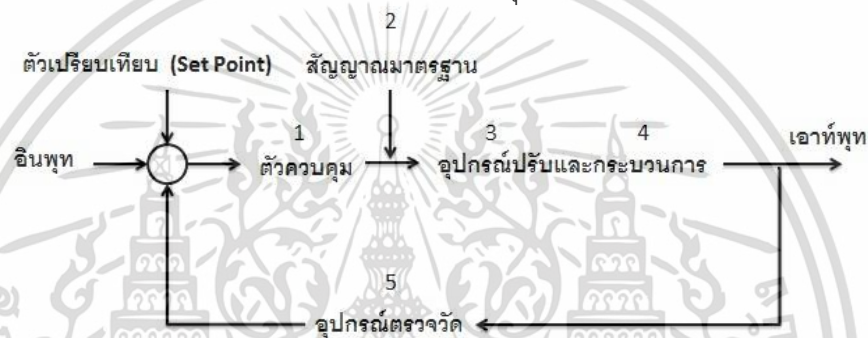 2
ตัวเปรียบเทียบ (Set Point) สัญญาณมาตรฐาน
1 3 4 เอาท์พุท
อินพุท ตัวควบคุม อุปกรณ์ปรับและกระบวนการ
5
อุปกรณ์ตรวจวัด